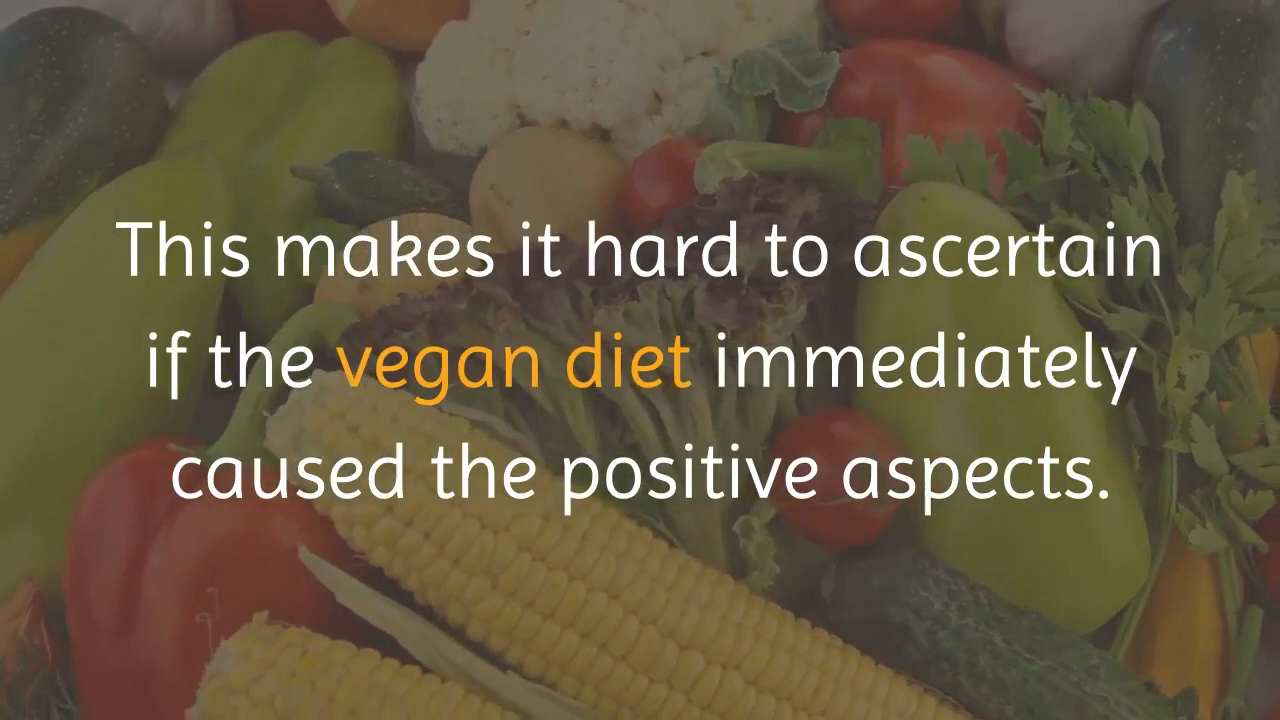 This makes it hard to ascertain
if the vegan diet immediately
caused the positive aspects.